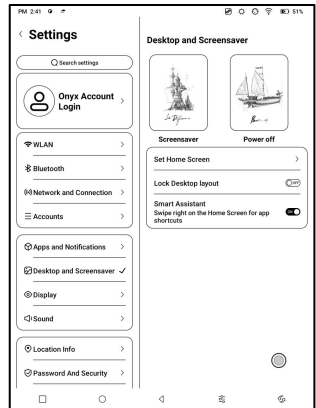 PM 2:41
51%
Settings
Search settings
Onyx Account
Login
WLAN
Bluetooth
Network and Connection
Accounts
Apps and Notifications
Desktop and Screensaver
Display
Sound
Location Info
Password And Security
Desktop and Screensaver
Screensaver
Power off
Set Home Screen
Lock Desktop layout
OFF
Smart Assistant
Swipe right on the Home Screen for app
shortcuts
ON